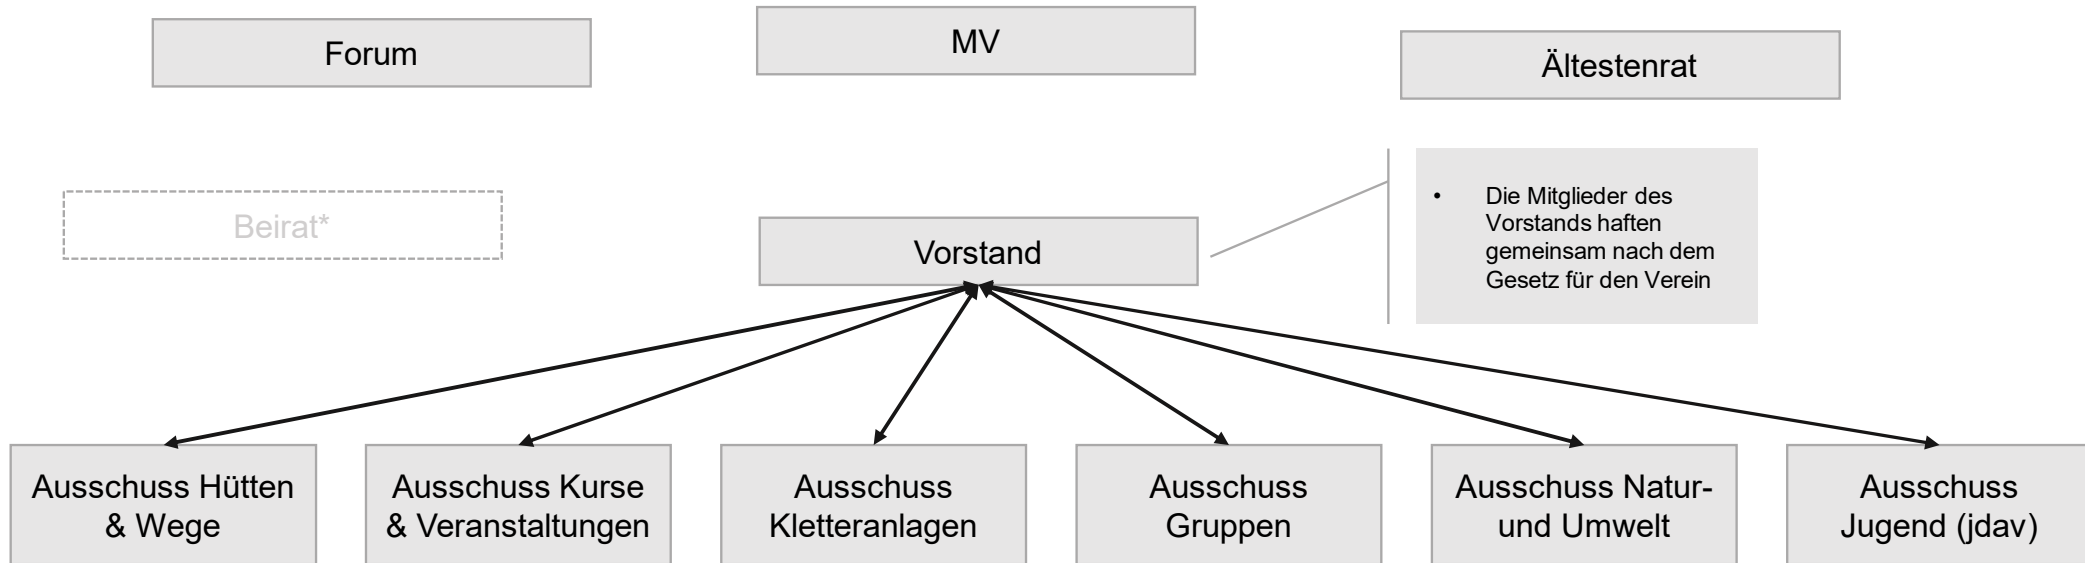 Forum
MV
Ältestenrat
Beirat*
Vorstand
• Die Mitglieder des
Vorstands haften
gemeinsam nach dem
Gesetz für den Verein
Ausschuss Hütten
& Wege
Ausschuss Kurse
& Veranstaltungen
Ausschuss
Kletteranlagen
Ausschuss
Gruppen
Ausschuss Natur-
und Umwelt
Ausschuss
Jugend (jdav)